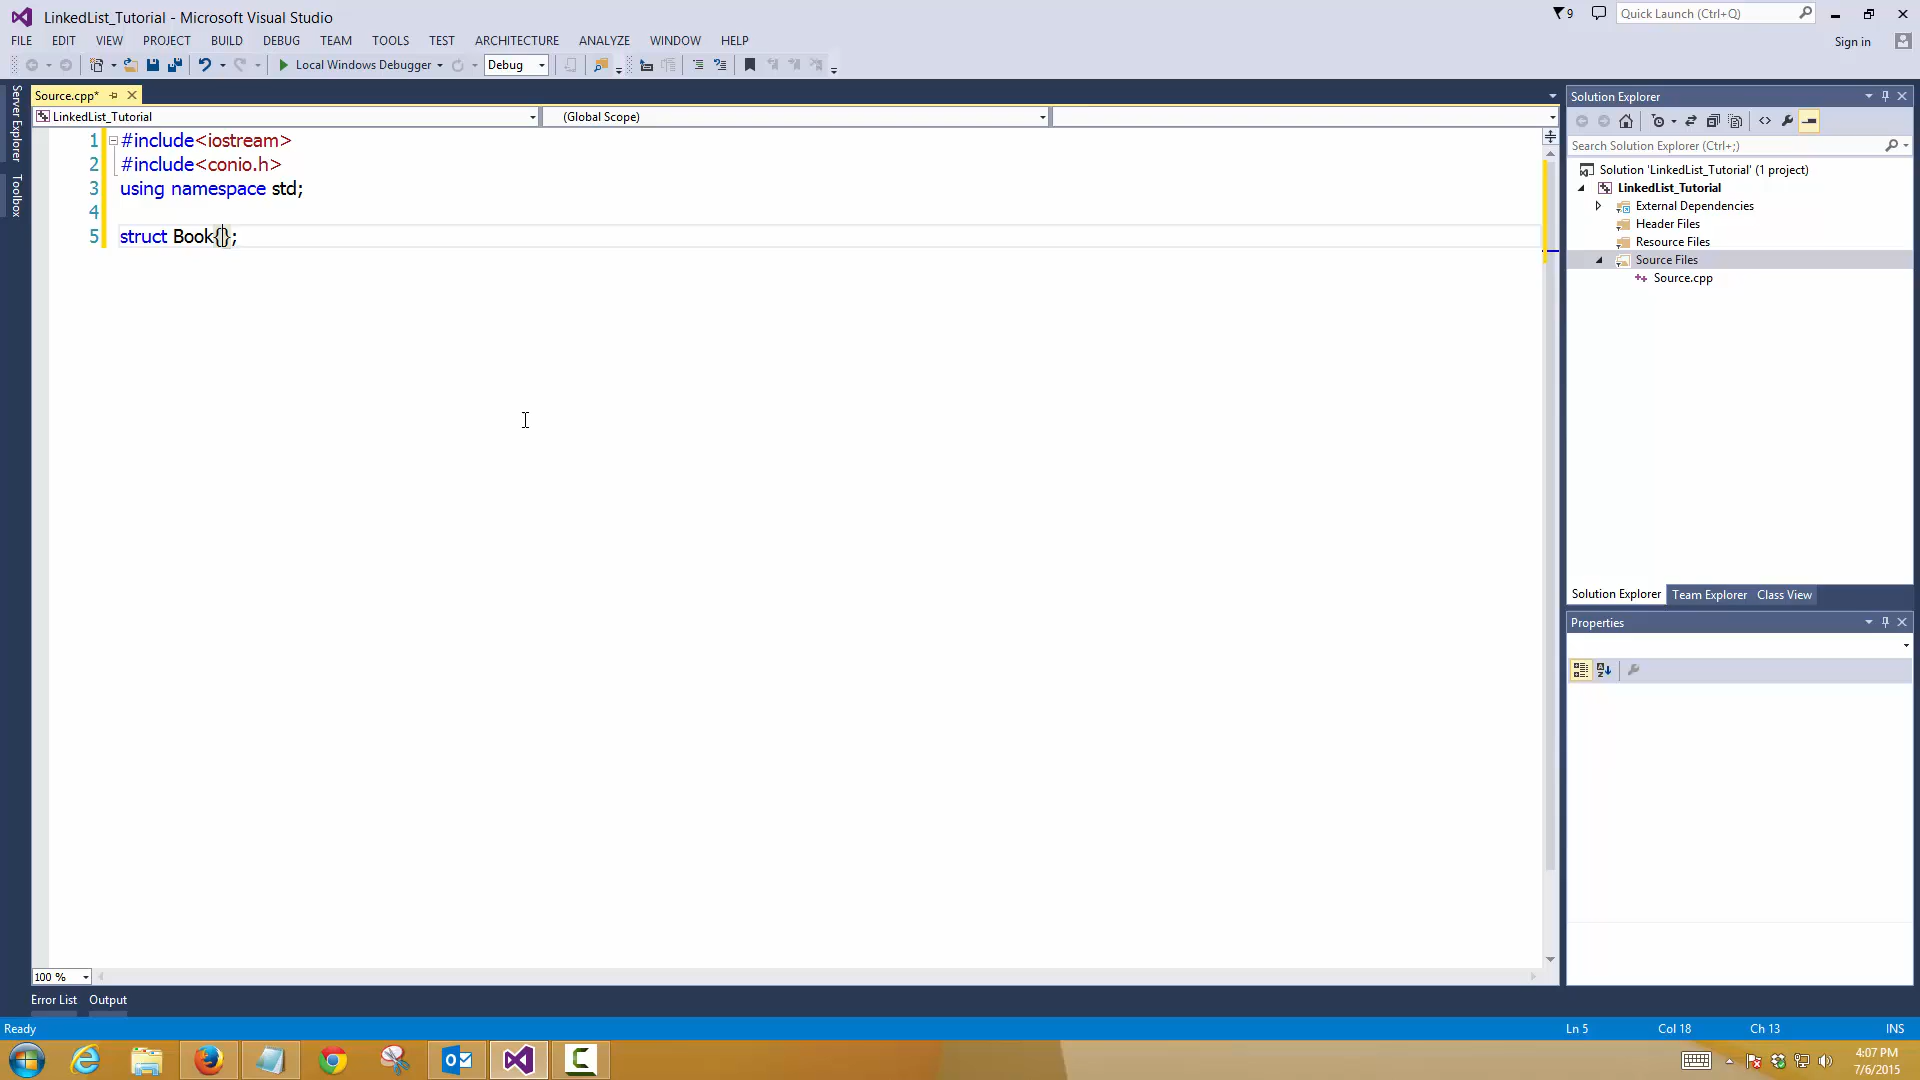 LinkedList_Tutorial - Microsoft Visual Studio
9
Quick Launch (Ctrl+Q)
FILE EDIT VIEW PROJECT BUILD DEBUG TEAM TOOLS TEST ARCHITECTURE ANALYZE WINDOW HELP
Sign in
Local Windows Debugger
Debug
Server Explorer
Toolbox
Source.cpp*
LinkedList_Tutorial
(Global Scope)
1 #include<iostream>
2 #include<conio.h>
3 using namespace std;
4
5 struct Book{};
100 %
Error List Output
Solution Explorer
Search Solution Explorer (Ctrl+;)
Solution 'LinkedList_Tutorial' (1 project)
LinkedList_Tutorial
External Dependencies
Header Files
Resource Files
Source Files
Source.cpp
Solution Explorer Team Explorer Class View
Properties
Ready
Ln 5
Col 18
Ch 13
INS
4:07 PM
7/6/2015